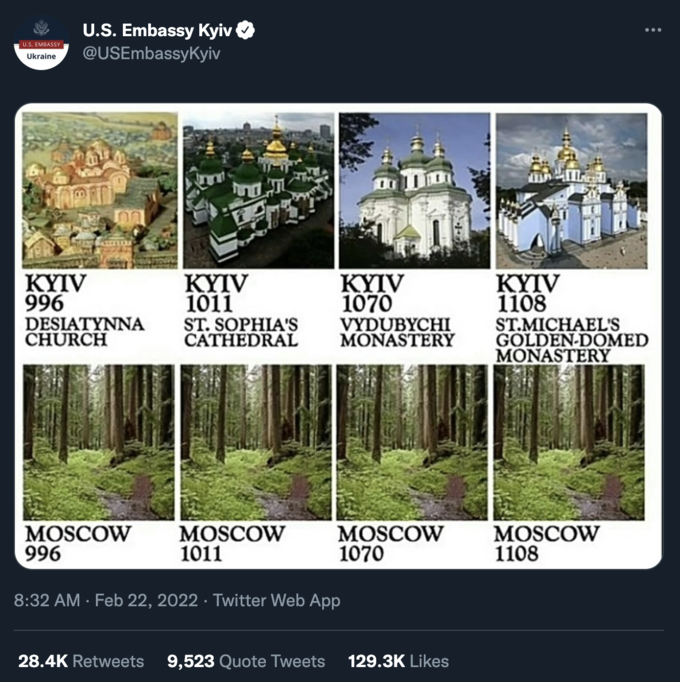 U.S. Embassy Kyiv
@USEmbassyKyiv
U.S. EMBASSY
Ukraine
KYIV
996
DESIATYNNA
CHURCH
KYIV
1011
ST. SOPHIA'S
CATHEDRAL
KYIV
1070
VYDUBYCHI
MONASTERY
KYIV
1108
ST.MICHAEL'S
GOLDEN-DOMED
MONASTERY
MOSCOW
996
MOSCOW
1011
MOSCOW
1070
MOSCOW
1108
8:32 AM · Feb 22, 2022 · Twitter Web App
28.4K Retweets 9,523 Quote Tweets 129.3K Likes